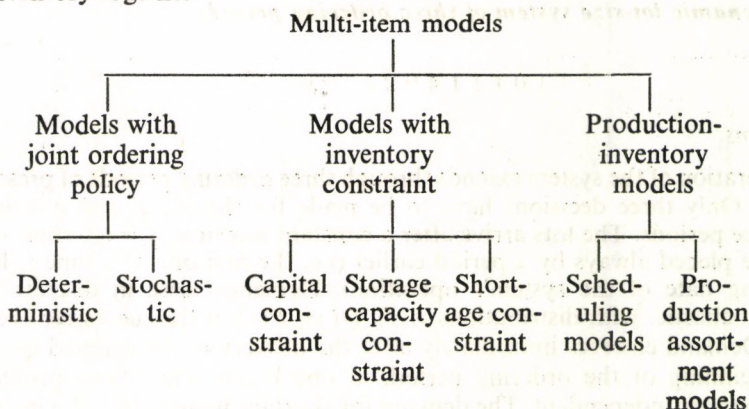 Multi-item models
Models with
joint ordering
policy
Models with
inventory
constraint
Production-
inventory
models
Deter-
ministic
Stochas-
tic
Capital
con-
straint
Storage
capacity
con-
straint
Short-
age con-
straint
Sched-
uling
models
Pro-
duction
assort-
ment
models